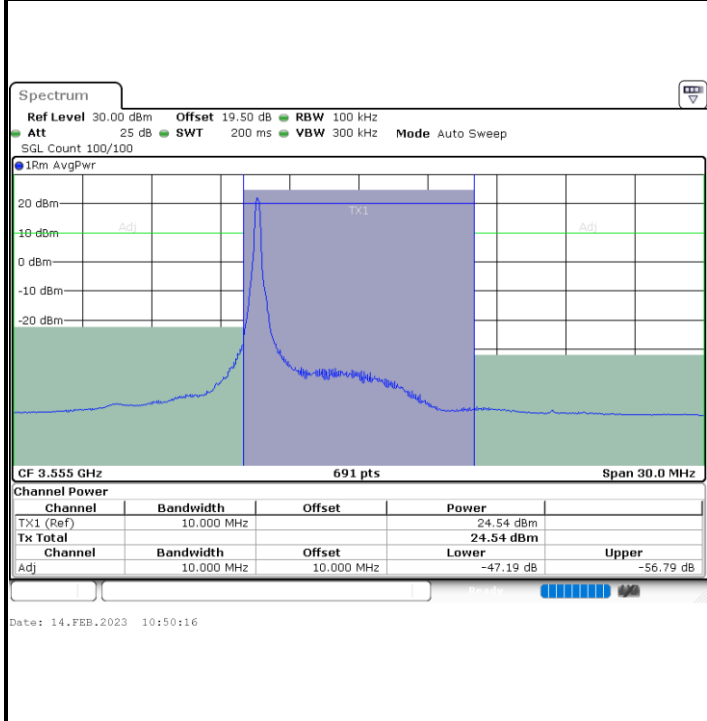 Spectrum
Ref Level 30.00 dBm Offset 19.50 dB RBW 100 kHz
Att 25 dB SWT 200 ms VBW 300 kHz Mode Auto Sweep
SGL Count 100/100
1Rm AvgPwr
20 dBm
TX1
Adj
Adj
10 dBm
0 dBm
-10 dBm
-20 dBm
CF 3.555 GHz 691 pts Span 30.0 MHz
Channel Power
Channel Bandwidth Offset Power
TX1 (Ref) 10.000 MHz 24.54 dBm
Tx Total 24.54 dBm
Channel Bandwidth Offset Lower Upper
Adj 10.000 MHz 10.000 MHz -47.19 dB -56.79 dB
Ready
Date: 14.FEB.2023 10:50:16